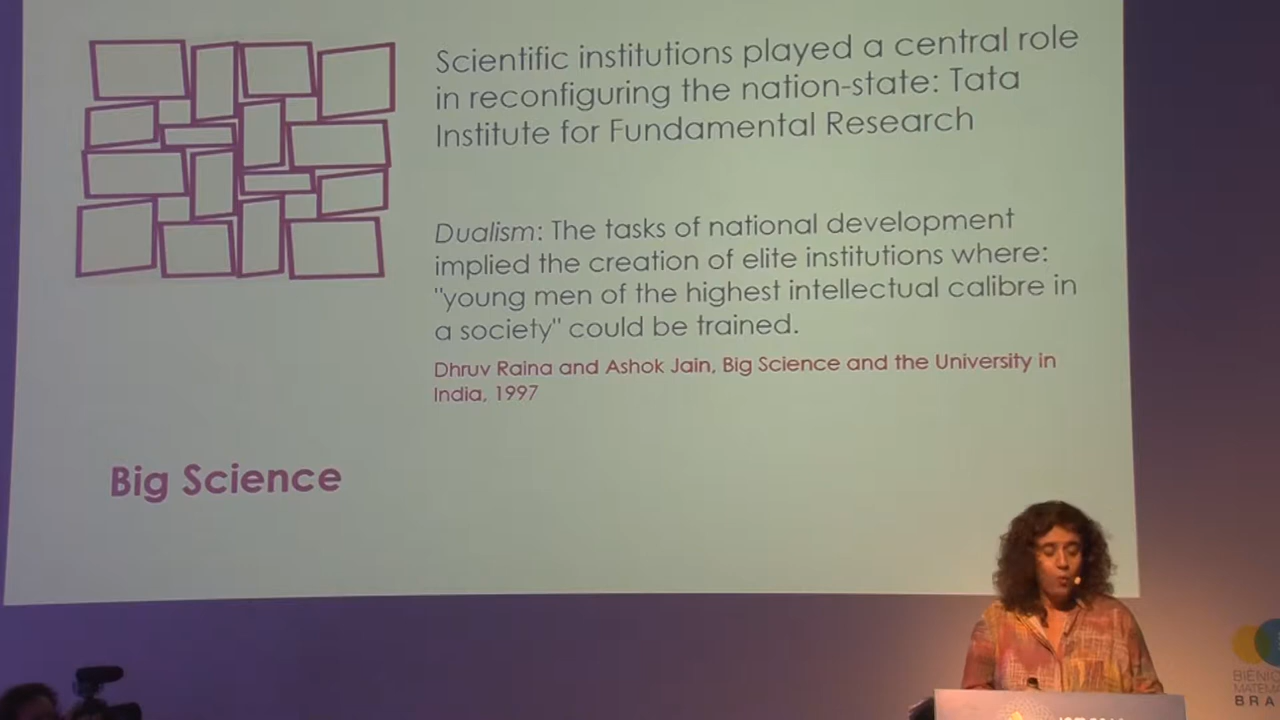 Scientific institutions played a central role
in reconfiguring the nation-state: Tata
Institute for Fundamental Research
Dualism: The tasks of national development
implied the creation of elite institutions where:
"young men of the highest intellectual calibre in
a society" could be trained.
Dhruv Raina and Ashok Jain, Big Science and the University in
India, 1997
Big Science
BRA